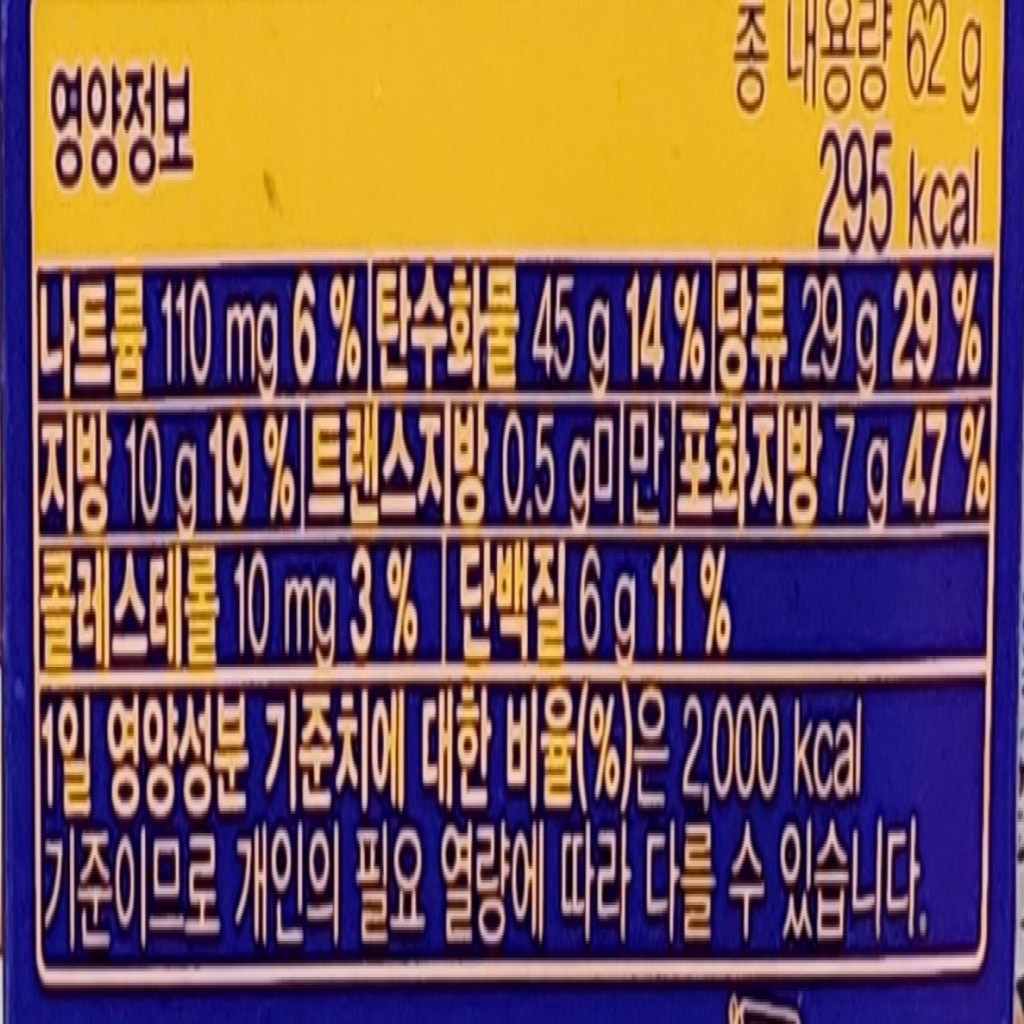 총 내용량 62 g
영양정보
295 kcal
나트륨 110 mg 6 % 탄수화물 45 g 14 % 당류 29 g 29 %
지방 10 g 19 % 트랜스지방 0.5 g미만 포화지방 7 g 47 %
콜레스테롤 10 mg 3 % 단백질 6 g 11 %
1일 영양성분 기준치에 대한 비율(%)은 2,000 kcal
기준이므로 개인의 필요 열량에 따라 다를 수 있습니다.